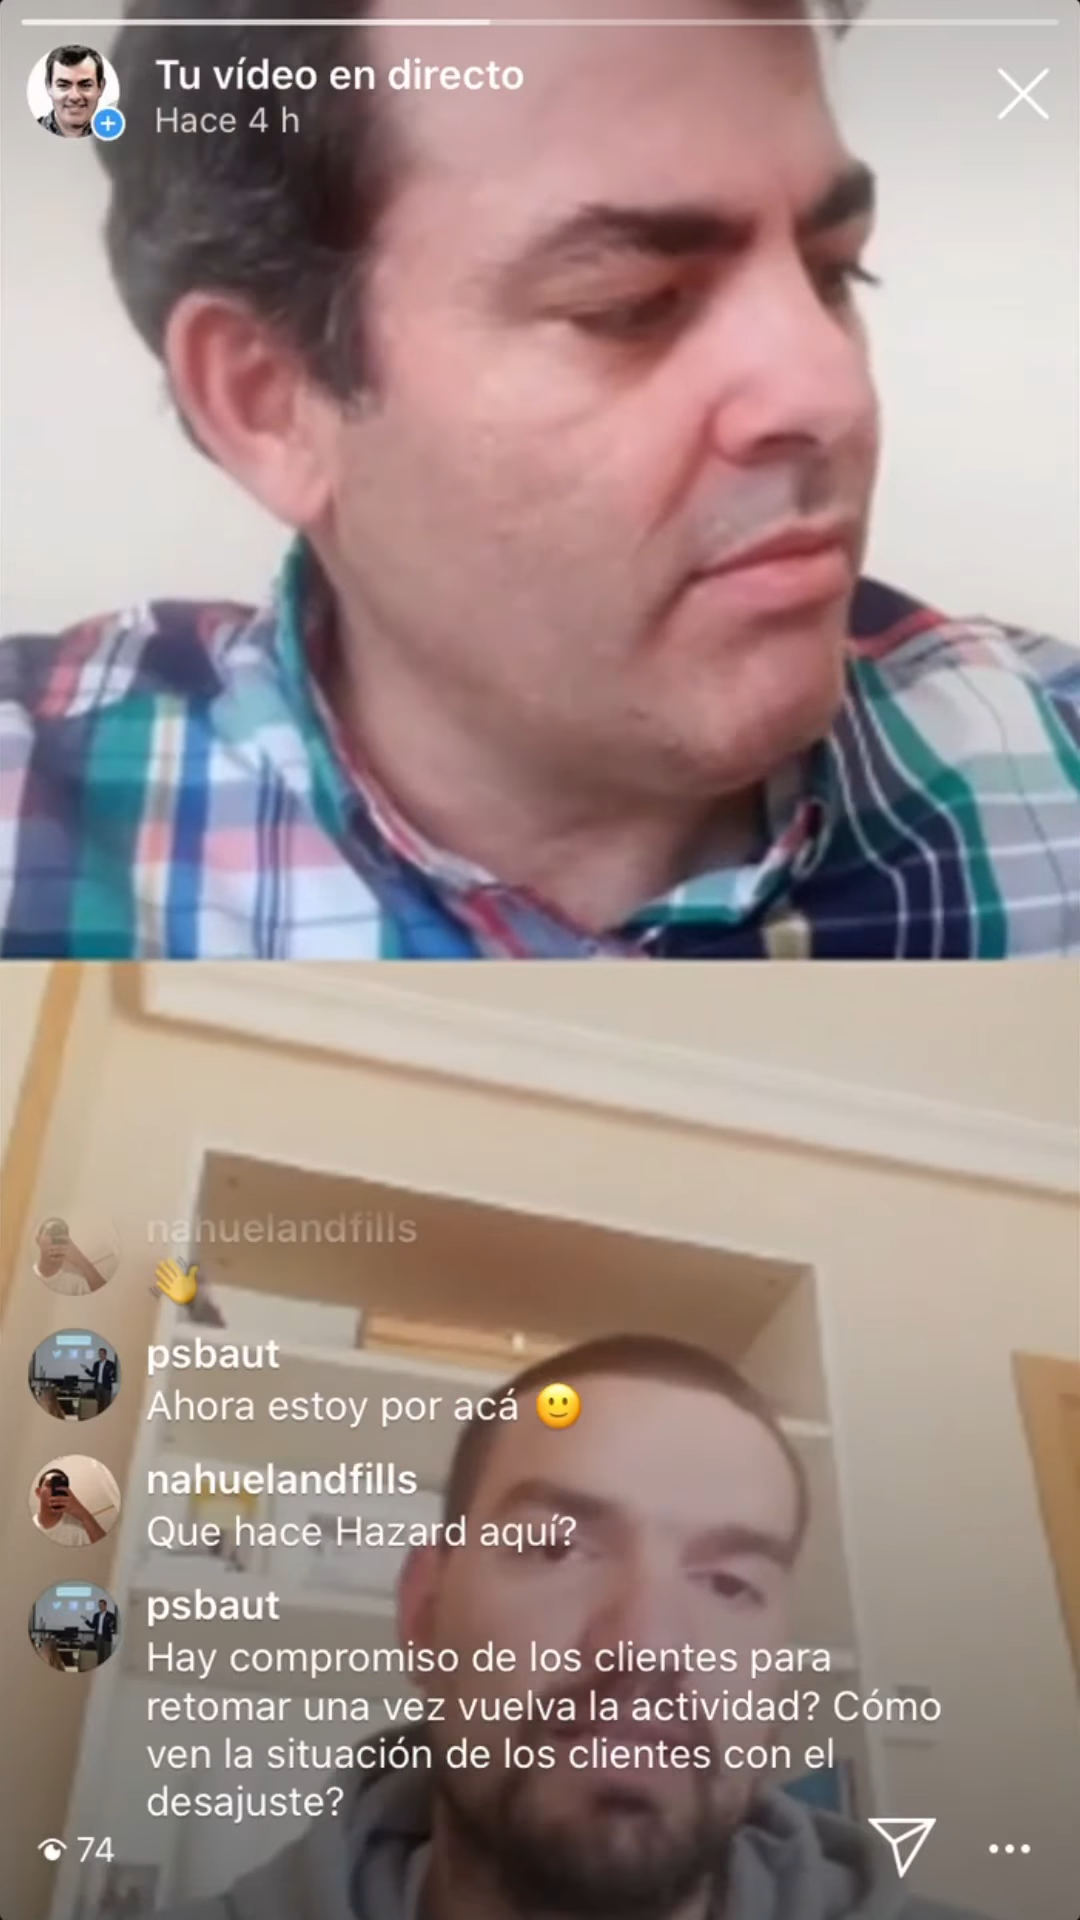 Tu vídeo en directo
Hace 4 h
nahuelandfills
👋
psbaut
Ahora estoy por acá 🙂
nahuelandfills
Que hace Hazard aquí?
psbaut
Hay compromiso de los clientes para
retomar una vez vuelva la actividad? Cómo
ven la situación de los clientes con el
desajuste?
74